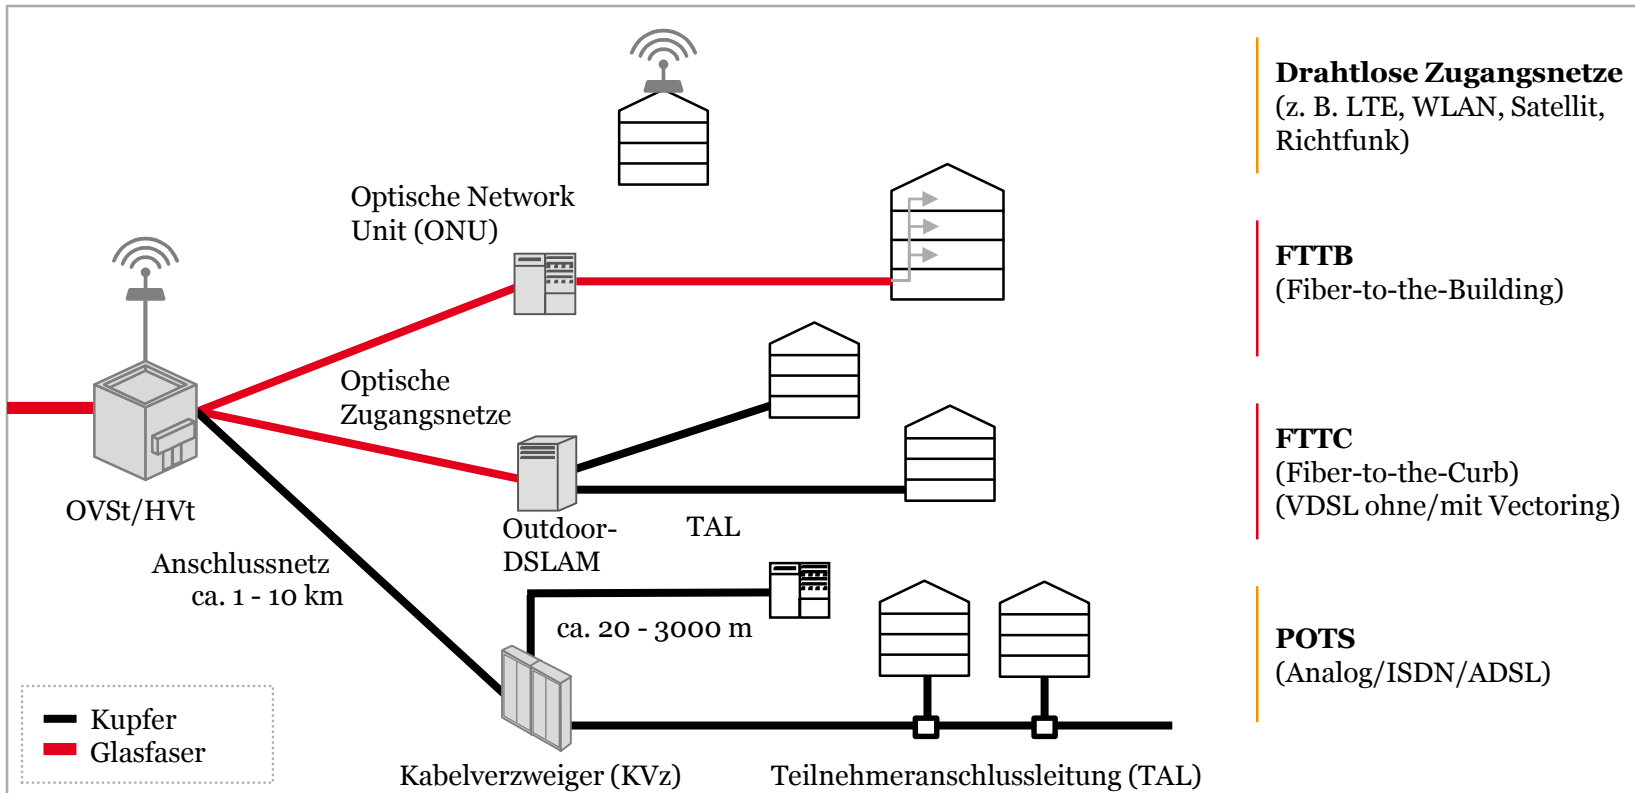 Drahtlose Zugangsnetze
(z. B. LTE, WLAN, Satellit,
Richtfunk)
Optische Network
Unit (ONU)
FTTB
(Fiber-to-the-Building)
Optische
Zugangsnetze
FTTC
(Fiber-to-the-Curb)
(VDSL ohne/mit Vectoring)
OVSt/HVt
Outdoor-
DSLAM
TAL
Anschlussnetz
ca. 1 - 10 km
ca. 20 - 3000 m
POTS
(Analog/ISDN/ADSL)
Kupfer
Glasfaser
Kabelverzweiger (KVz)
Teilnehmeranschlussleitung (TAL)